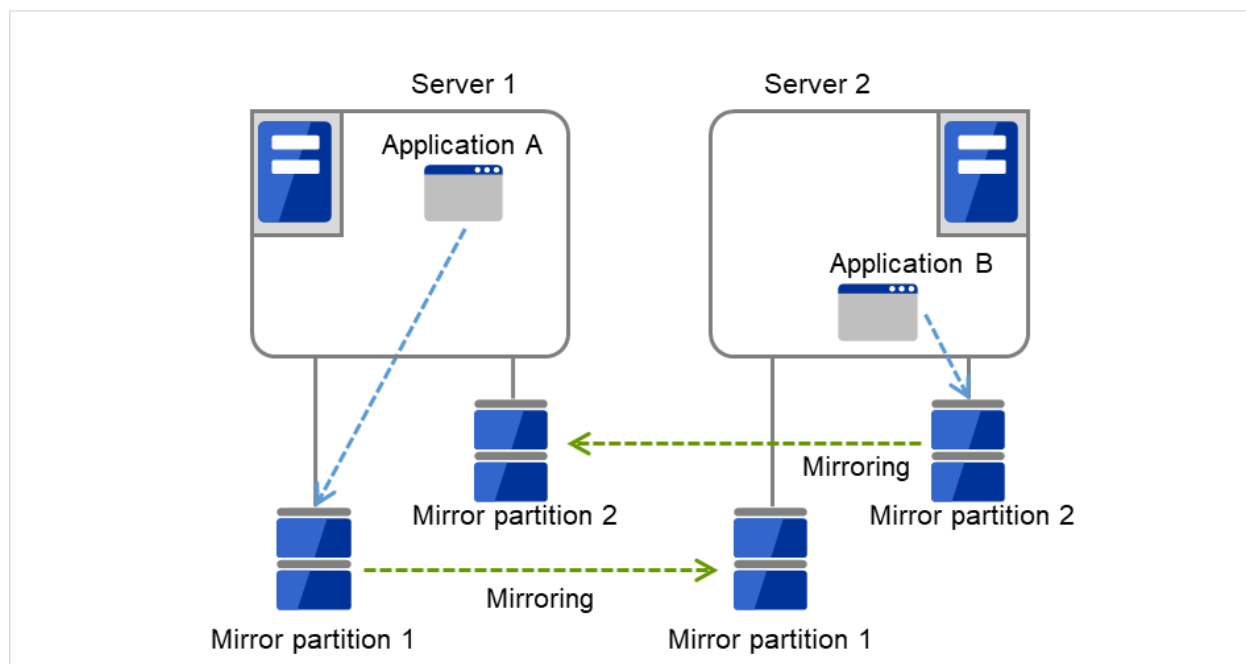 Server 1
Server 2
Application A
Application B
Mirroring
Mirror partition 2
Mirror partition 2
Mirroring
Mirror partition 1
Mirror partition 1